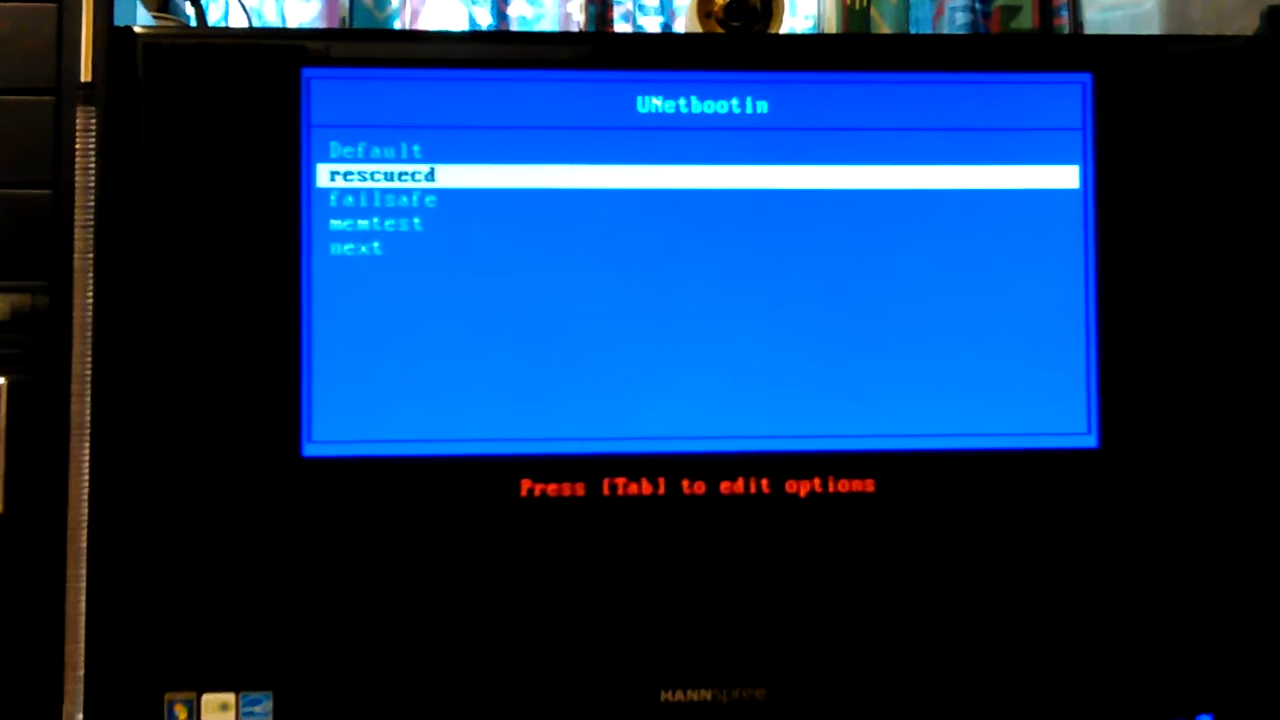 UNetbootin
Default
rescuecd
failsafe
memtest
next
Press [Tab] to edit options
HANNspree